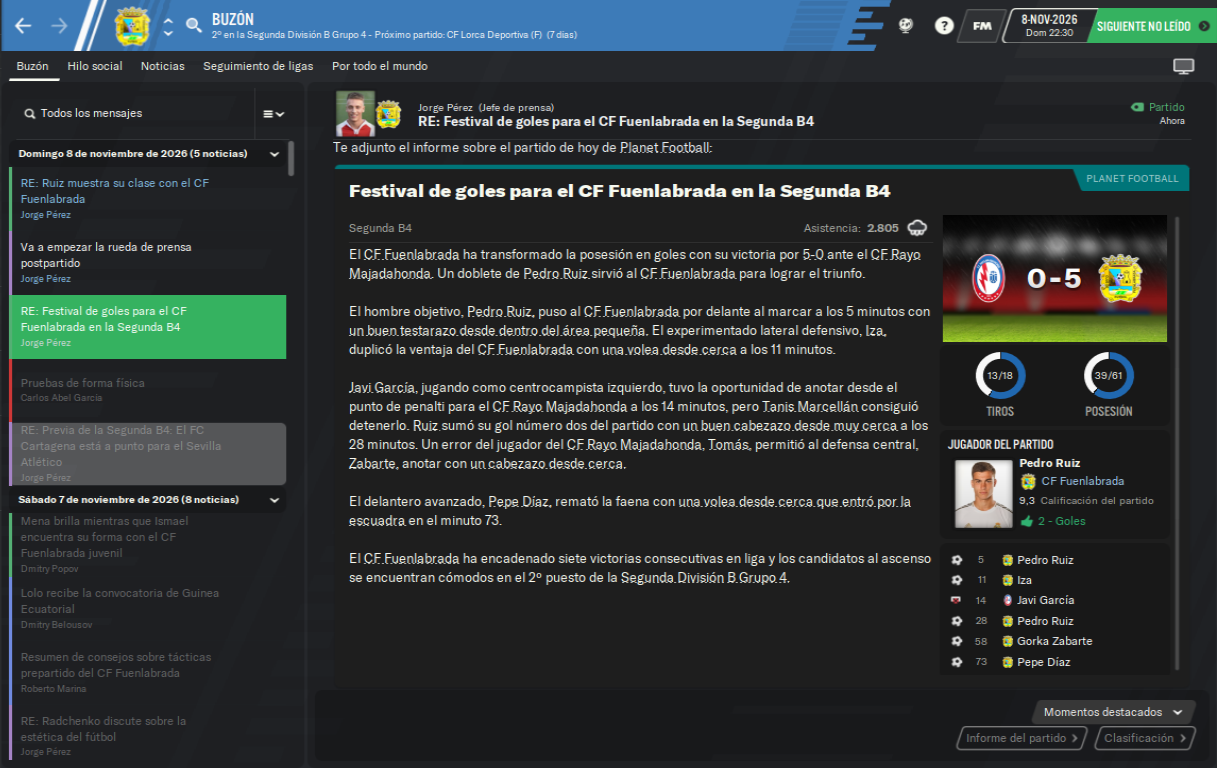 BUZÓN
2º en la Segunda División B Grupo 4 - Próximo partido: CF Lorca Deportiva (F) (7 días)
?
FM
8-NOV-2026
Dom 22:30
SIGUIENTE NO LEÍDO
Buzón
Hilo social
Noticias
Seguimiento de ligas
Por todo el mundo
Todos los mensajes
Domingo 8 de noviembre de 2026 (5 noticias)
RE: Ruiz muestra su clase con el CF
Fuenlabrada
Jorge Pérez
Va a empezar la rueda de prensa
postpartido
Jorge Pérez
RE: Festival de goles para el CF
Fuenlabrada en la Segunda B4
Jorge Pérez
Pruebas de forma física
Carlos Abel García
RE: Previa de la Segunda B4: El FC
Cartagena está a punto para el Sevilla
Atlético
Jorge Pérez
Sábado 7 de noviembre de 2026 (8 noticias)
Mena brilla mientras que Ismael
encuentra su forma con el CF
Fuenlabrada juvenil
Dmitry Popov
Lolo recibe la convocatoria de Guinea
Ecuatorial
Dmitry Belousov
Resumen de consejos sobre tácticas
prepartido del CF Fuenlabrada
Roberto Marina
RE: Radchenko discute sobre la
estética del fútbol
Jorge Pérez
Jorge Pérez (Jefe de prensa)
RE: Festival de goles para el CF Fuenlabrada en la Segunda B4
Partido
Ahora
Te adjunto el informe sobre el partido de hoy de Planet Football:
Festival de goles para el CF Fuenlabrada en la Segunda B4
PLANET FOOTBALL
Segunda B4
Asistencia: 2.805
El CF Fuenlabrada ha transformado la posesión en goles con su victoria por 5-0 ante el CF Rayo
Majadahonda. Un doblete de Pedro Ruiz sirvió al CF Fuenlabrada para lograr el triunfo.
El hombre objetivo, Pedro Ruiz, puso al CF Fuenlabrada por delante al marcar a los 5 minutos con
un buen testarazo desde dentro del área pequeña. El experimentado lateral defensivo, Iza,
duplicó la ventaja del CF Fuenlabrada con una volea desde cerca a los 11 minutos.
Javi García, jugando como centrocampista izquierdo, tuvo la oportunidad de anotar desde el
punto de penalti para el CF Rayo Majadahonda a los 14 minutos, pero Tanis Marcellán consiguió
detenerlo. Ruiz sumó su gol número dos del partido con un buen cabezazo desde muy cerca a los
28 minutos. Un error del jugador del CF Rayo Majadahonda, Tomás, permitió al defensa central,
Zabarte, anotar con un cabezazo desde cerca.
El delantero avanzado, Pepe Díaz, remató la faena con una volea desde cerca que entró por la
escuadra en el minuto 73.
El CF Fuenlabrada ha encadenado siete victorias consecutivas en liga y los candidatos al ascenso
se encuentran cómodos en el 2º puesto de la Segunda División B Grupo 4.
0-5
13/18
TIROS
39/61
POSESIÓN
JUGADOR DEL PARTIDO
Pedro Ruiz
CF Fuenlabrada
9,3 Calificación del partido
2 - Goles
5 Pedro Ruiz
11 Iza
14 Javi García
28 Pedro Ruiz
58 Gorka Zabarte
73 Pepe Díaz
Momentos destacados
Informe del partido
Clasificación